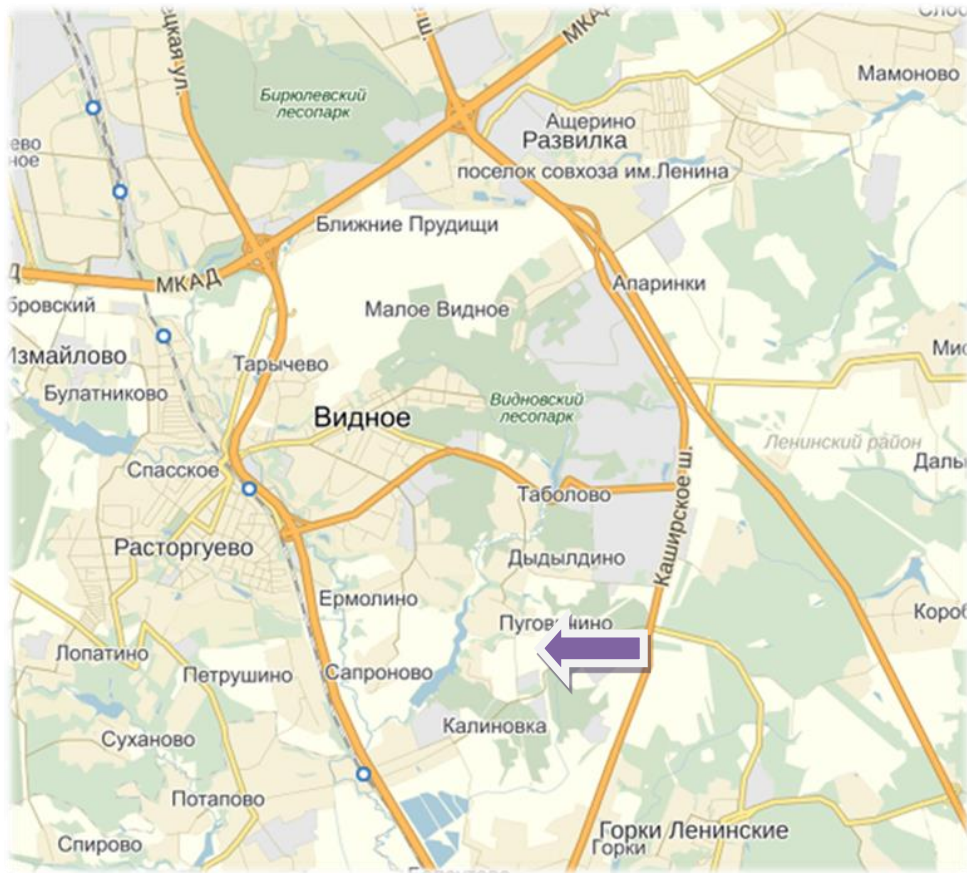 МКАД
Мамоново
Бирюлевский
лесопарк
Ащерино
Развилка
поселок совхоза им.Ленина
Ближние Прудищи
МКАД
Апаринки
Малое Видное
Тарычево
Булатниково
Видное
Видновский
лесопарк
Ленинский район
Спасское
Таболово
Каширское ш.
Расторгуево
Дыдылдино
Ермолино
Лопатино
Петрушино
Сапроново
Калиновка
Суханово
Потапово
Спирово
Горки Ленинские
Горки